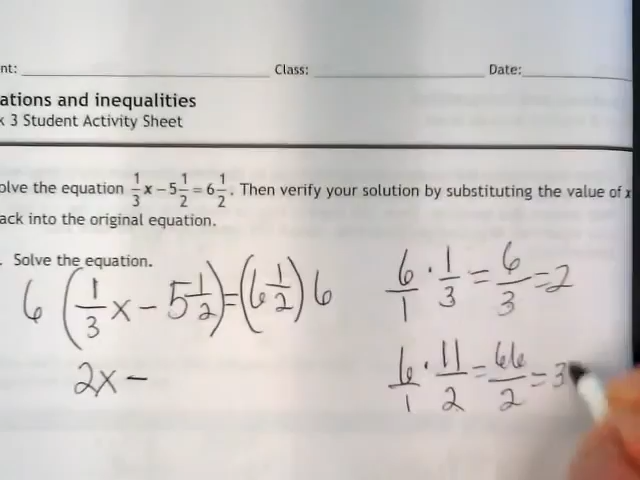 nt: Class: Date:
ations and inequalities
k 3 Student Activity Sheet
olve the equation 1/3 x − 5 1/2 = 6 1/2. Then verify your solution by substituting the value of x
ack into the original equation.
. Solve the equation.
6 (1/3 x − 5 1/2) = (6 1/2) 6
2x −
6/1 · 1/3 = 6/3 = 2
6/1 · 11/2 = 66/2 = 3